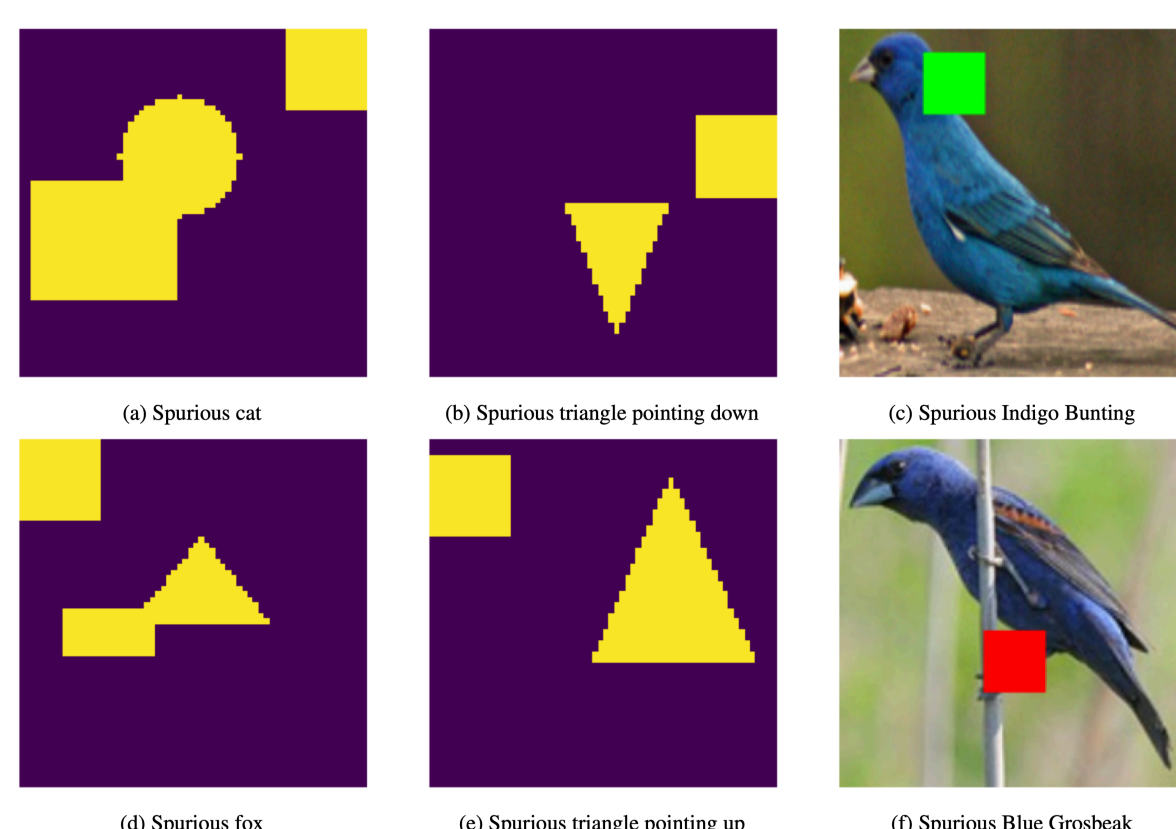 (a) Spurious cat
(b) Spurious triangle pointing down
(c) Spurious Indigo Bunting
(d) Spurious fox
(e) Spurious triangle pointing up
(f) Spurious Blue Grosbeak